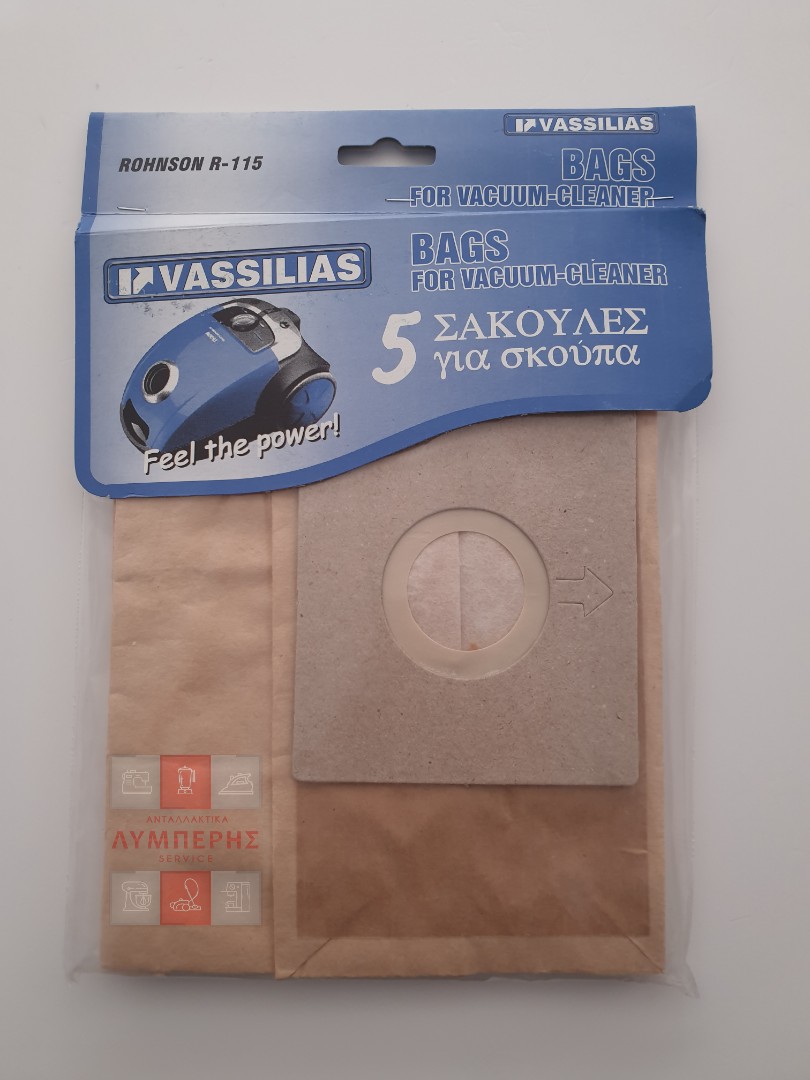 VASSILIAS
ROHNSON R-115
BAGS
FOR VACUUM-CLEANER
VASSILIAS
BAGS
FOR VACUUM-CLEANER
5 ΣΑΚΟΥΛΕΣ
για σκούπα
Feel the power!
ΑΝΤΑΛΛΑΚΤΙΚΑ
ΛΥΜΠΕΡΗΣ
SERVICE